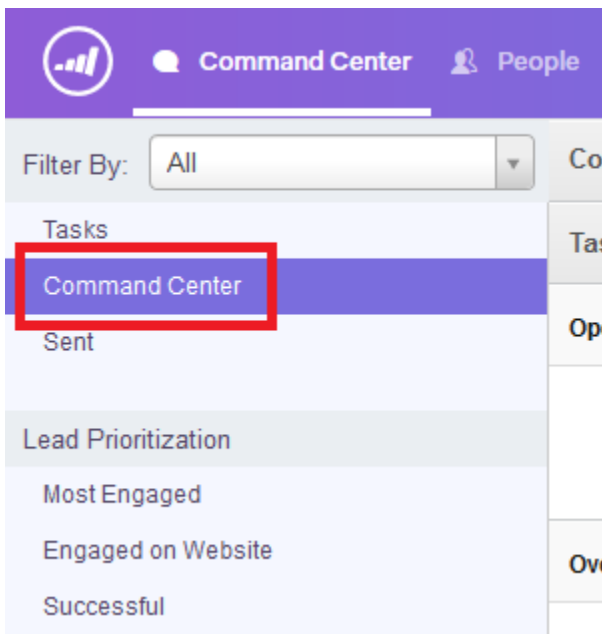 Command Center People
Filter By: All
Tasks
Command Center
Sent
Lead Prioritization
Most Engaged
Engaged on Website
Successful
Co
Tas
Op
Ov